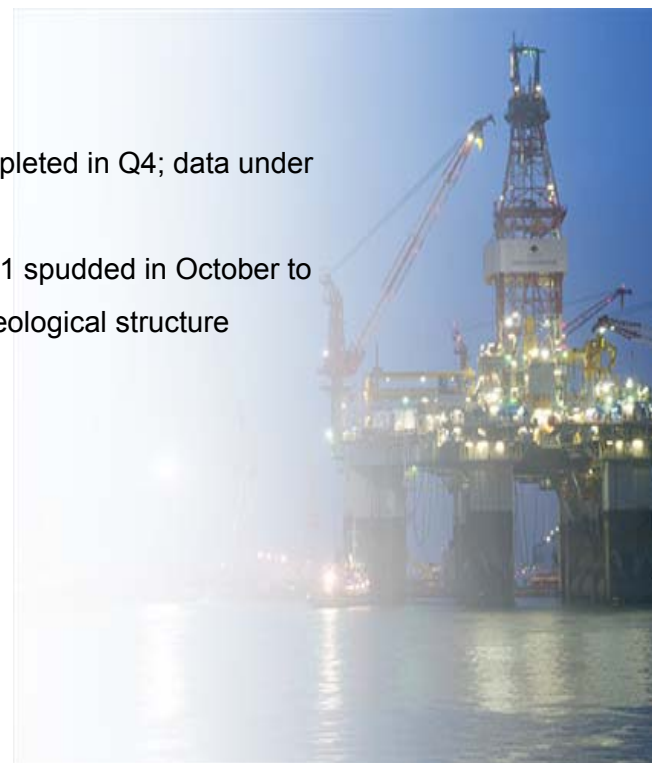 pleted in Q4; data under
1 spudded in October to
eological structure